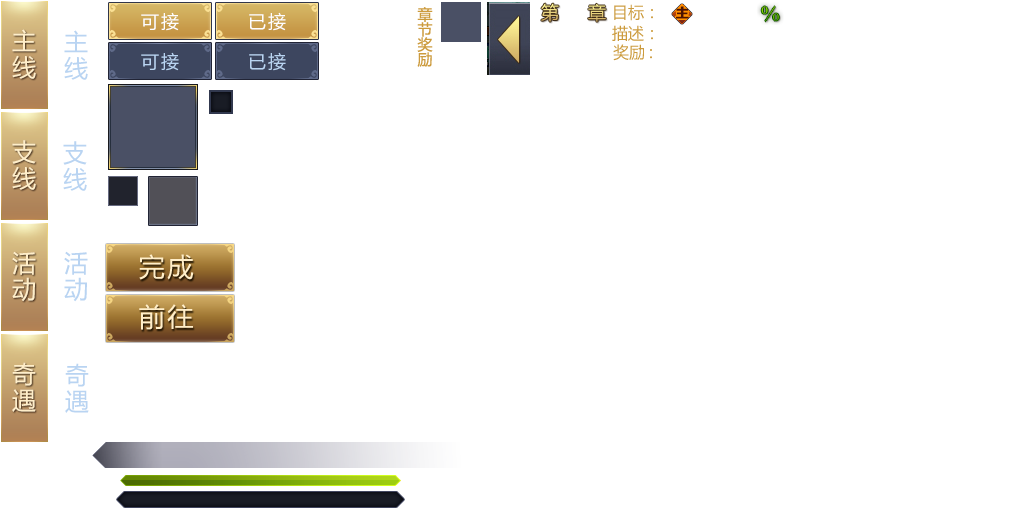 主线
主线
支线
支线
活动
活动
奇遇
奇遇
可接
已接
可接
已接
完成
前往
章节奖励
第 章
目标：
描述：
奖励：
主
%